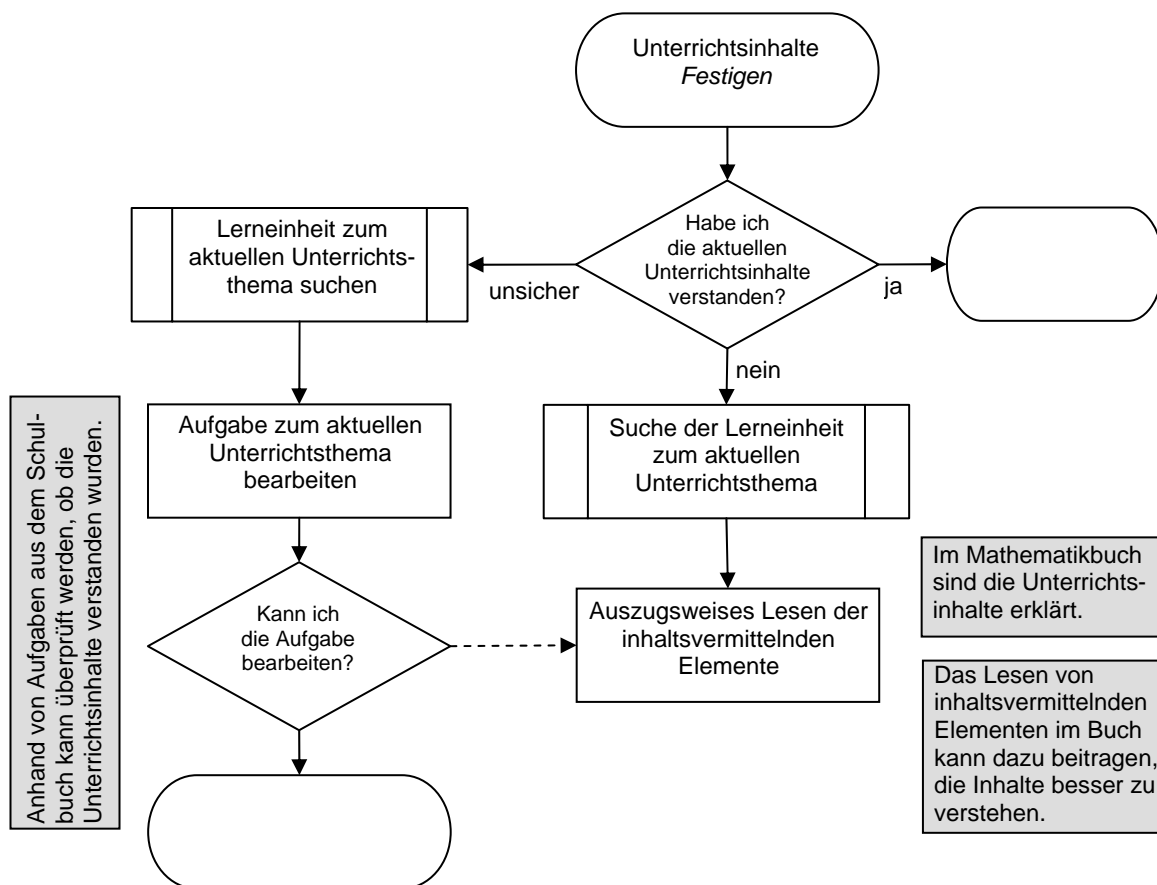 Unterrichtsinhalte
Festigen
Habe ich
die aktuellen
Unterrichtsinhalte
verstanden?
ja
unsicher
nein
Lerneinheit zum
aktuellen Unterrichts-
thema suchen
Aufgabe zum aktuellen
Unterrichtsthema
bearbeiten
Suche der Lerneinheit
zum aktuellen
Unterrichtsthema
Kann ich
die Aufgabe
bearbeiten?
Auszugsweises Lesen der
inhaltsvermittelnden
Elemente
Anhand von Aufgaben aus dem Schul-
buch kann überprüft werden, ob die
Unterrichtsinhalte verstanden wurden.
Im Mathematikbuch
sind die Unterrichts-
inhalte erklärt.
Das Lesen von
inhaltsvermittelnden
Elementen im Buch
kann dazu beitragen,
die Inhalte besser zu
verstehen.